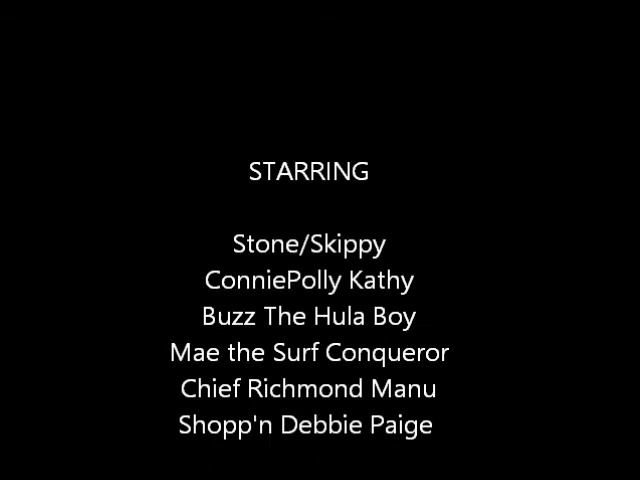 STARRING
Stone/Skippy
ConniePolly Kathy
Buzz The Hula Boy
Mae the Surf Conqueror
Chief Richmond Manu
Shopp'n Debbie Paige